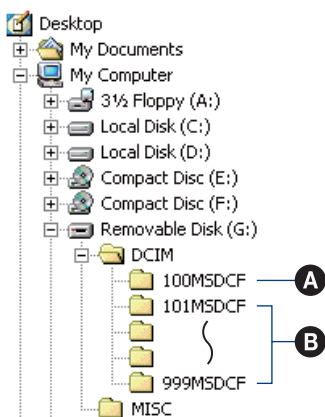 Desktop
My Documents
My Computer
3½ Floppy (A:)
Local Disk (C:)
Local Disk (D:)
Compact Disc (E:)
Compact Disc (F:)
Removable Disk (G:)
DCIM
100MSDCF A
101MSDCF
B
999MSDCF
MISC